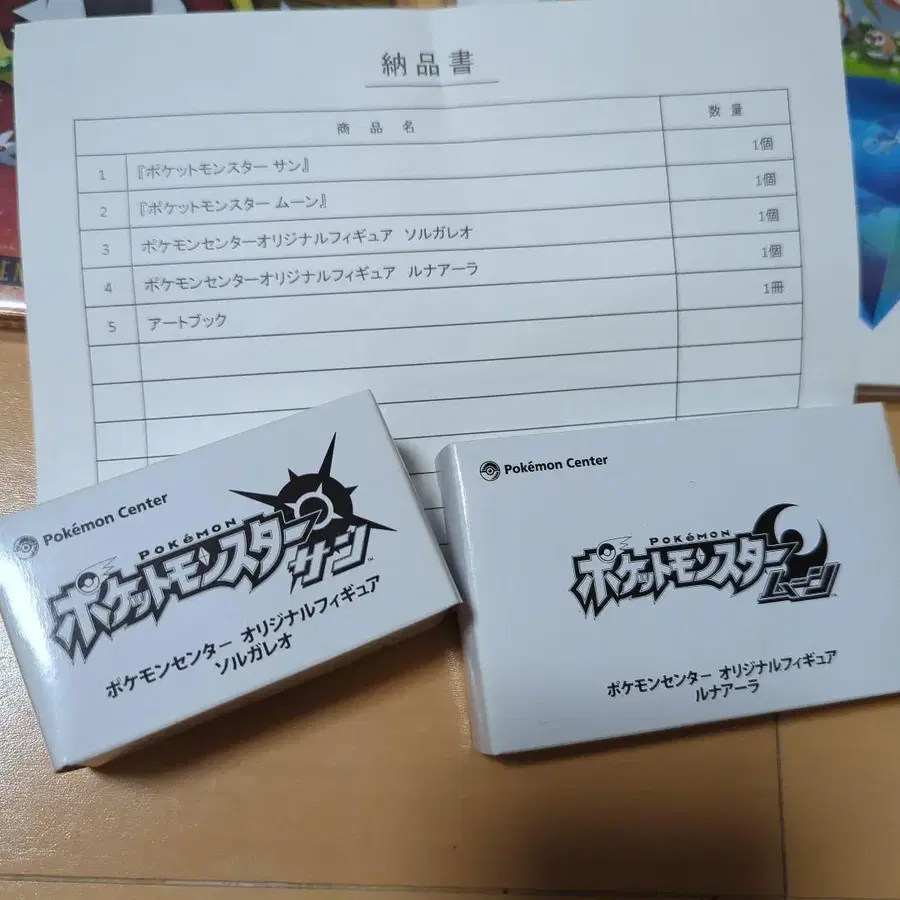 納品書
商品名 数量
1 『ポケットモンスター サン』 1個
2 『ポケットモンスター ムーン』 1個
3 ポケモンセンターオリジナルフィギュア ソルガレオ 1個
4 ポケモンセンターオリジナルフィギュア ルナアーラ 1個
5 アートブック 1冊
Pokémon Center
POKÉMON
ポケットモンスター
サン™
ポケモンセンター オリジナルフィギュア
ソルガレオ
Pokémon Center
POKÉMON
ポケットモンスター
ムーン™
ポケモンセンター オリジナルフィギュア
ルナアーラ